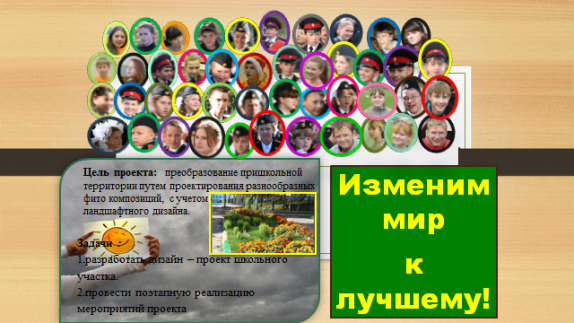 Цель проекта: преобразование пришкольной
территории путем проектирования разнообразных
фито композиций, с учетом
ландшафтного дизайна.
Задачи :
1.разработать дизайн – проект школьного
участка.
2.провести поэтапную реализацию
мероприятий проекта
Изменим
мир
к
лучшему!